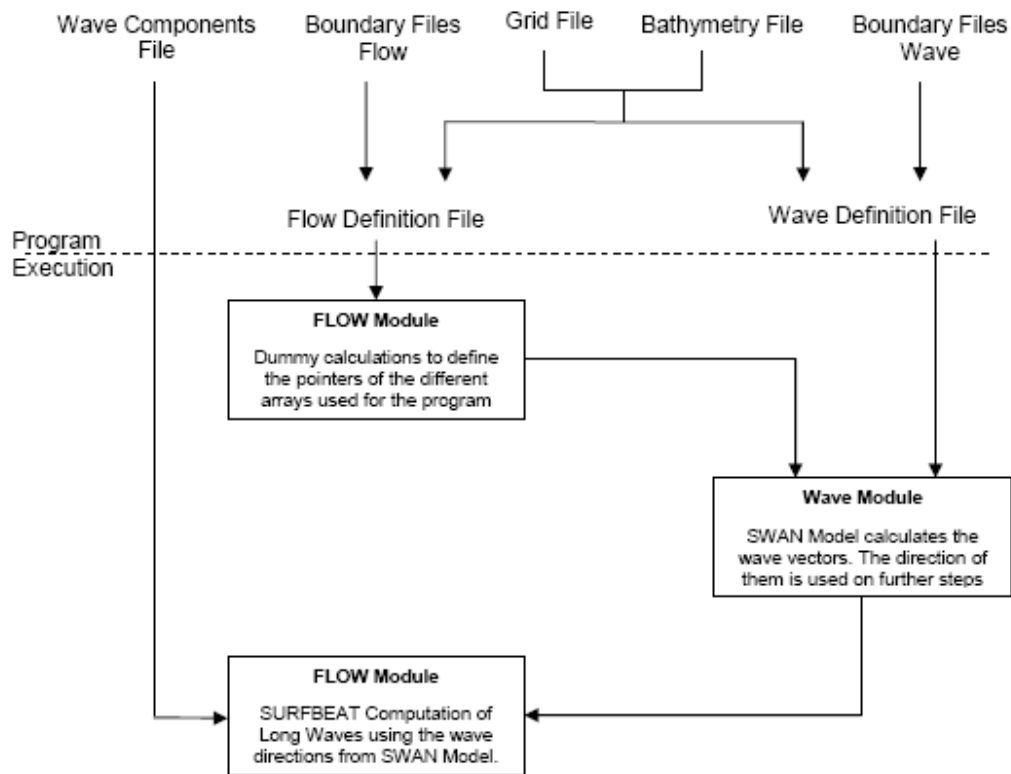 Wave Components
File
Boundary Files
Flow
Grid File
Bathymetry File
Boundary Files
Wave
Flow Definition File
Wave Definition File
Program
Execution
FLOW Module
Dummy calculations to define
the pointers of the different
arrays used for the program
Wave Module
SWAN Model calculates the
wave vectors. The direction of
them is used on further steps
FLOW Module
SURFBEAT Computation of
Long Waves using the wave
directions from SWAN Model.